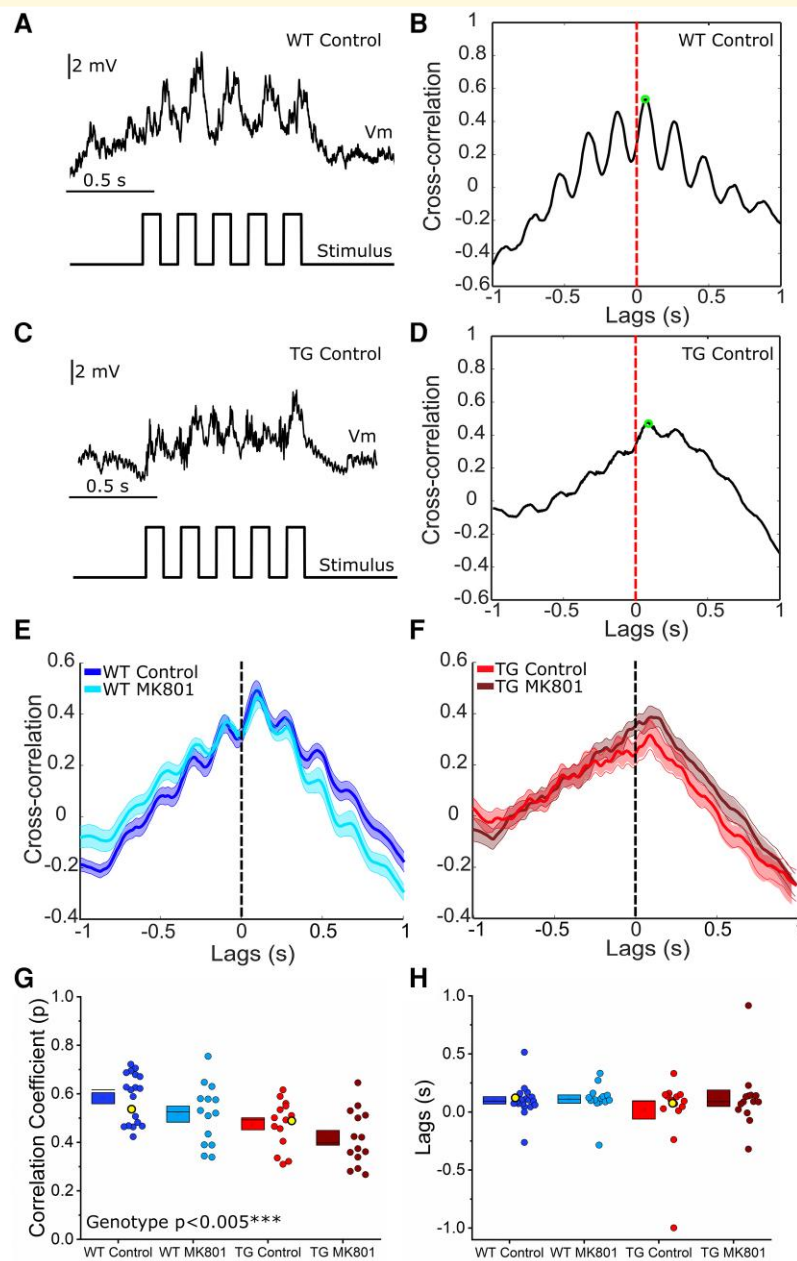 A
WT Control
2 mV
Vm
0.5 s
Stimulus
B
WT Control
Cross-correlation
1
0.8
0.6
0.4
0.2
0
-0.2
-0.4
-0.6
-1 -0.5 0 0.5 1
Lags (s)
C
TG Control
2 mV
Vm
0.5 s
Stimulus
D
TG Control
Cross-correlation
1
0.8
0.6
0.4
0.2
0
-0.2
-0.4
-0.6
-1 -0.5 0 0.5 1
Lags (s)
E
WT Control
WT MK801
Cross-correlation
0.6
0.4
0.2
0
-0.2
-0.4
-1 -0.5 0 0.5 1
Lags (s)
F
TG Control
TG MK801
0.6
0.4
0.2
0
-0.2
-0.4
-1 -0.5 0 0.5 1
Lags (s)
G
Correlation Coefficient (p)
1.0
0.8
0.6
0.4
0.2
0.0
Genotype p<0.005***
WT Control WT MK801 TG Control TG MK801
H
Lags (s)
1.0
0.5
0.0
-0.5
-1.0
WT Control WT MK801 TG Control TG MK801